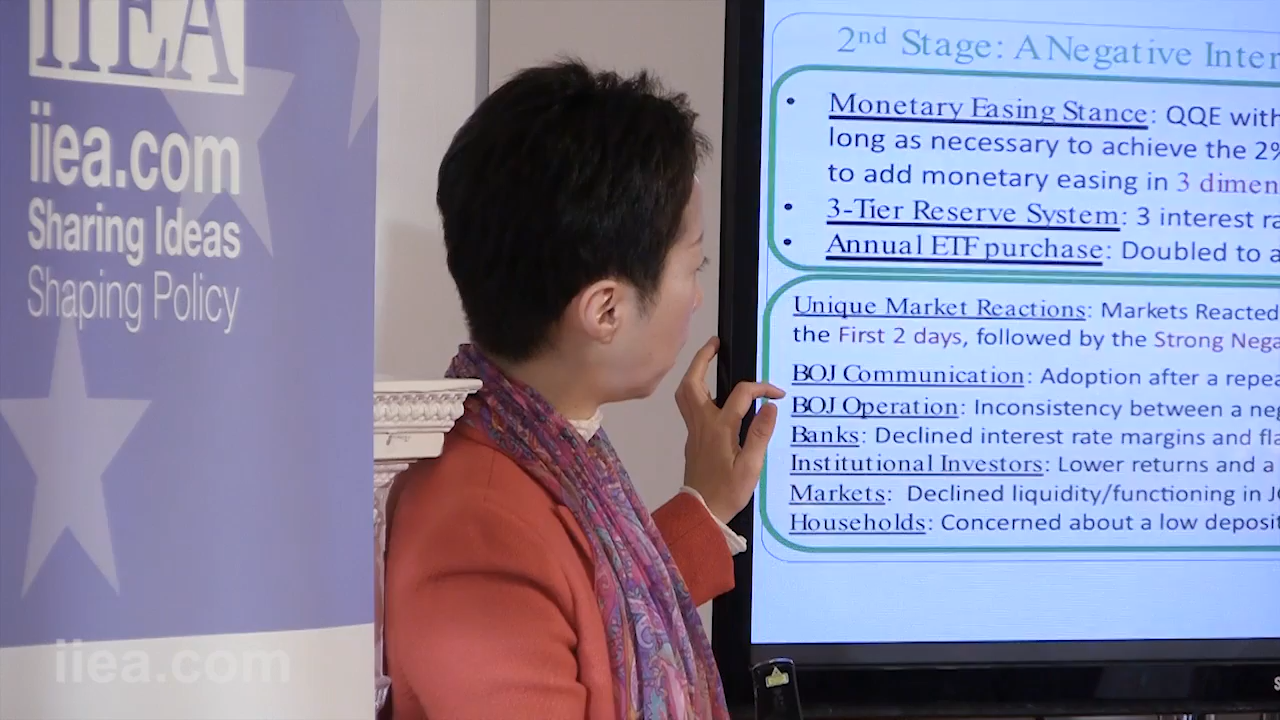 IIEA
iiea.com
Sharing Ideas
Shaping Policy
iiea.com
2nd Stage: A Negative Inter
• Monetary Easing Stance: QQE with
long as necessary to achieve the 2%
to add monetary easing in 3 dimen
• 3-Tier Reserve System: 3 interest ra
• Annual ETF purchase: Doubled to a
Unique Market Reactions: Markets Reacted
the First 2 days, followed by the Strong Nega
BOJ Communication: Adoption after a repea
BOJ Operation: Inconsistency between a neg
Banks: Declined interest rate margins and fla
Institutional Investors: Lower returns and a
Markets: Declined liquidity/functioning in JG
Households: Concerned about a low deposi